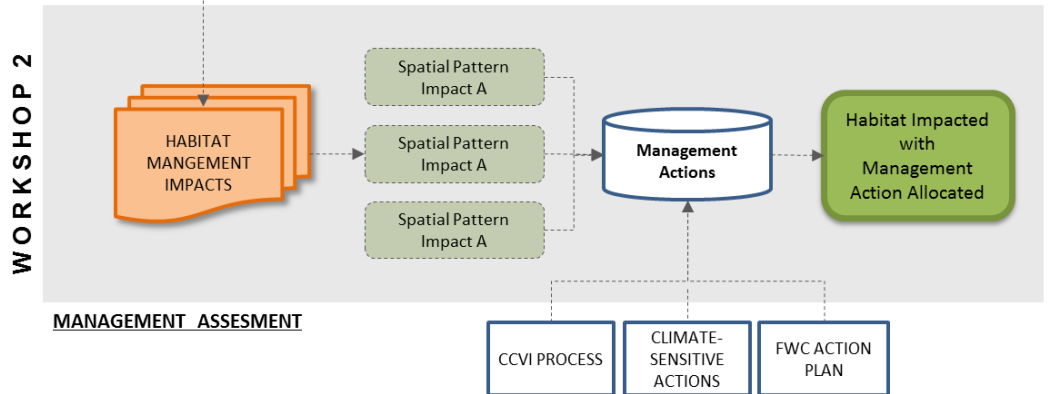 WORKSHOP 2
HABITAT
MANGEMENT
IMPACTS
Spatial Pattern
Impact A
Spatial Pattern
Impact A
Spatial Pattern
Impact A
Management
Actions
Habitat Impacted
with
Management
Action Allocated
MANAGEMENT ASSESMENT
CCVI PROCESS
CLIMATE-
SENSITIVE
ACTIONS
FWC ACTION
PLAN